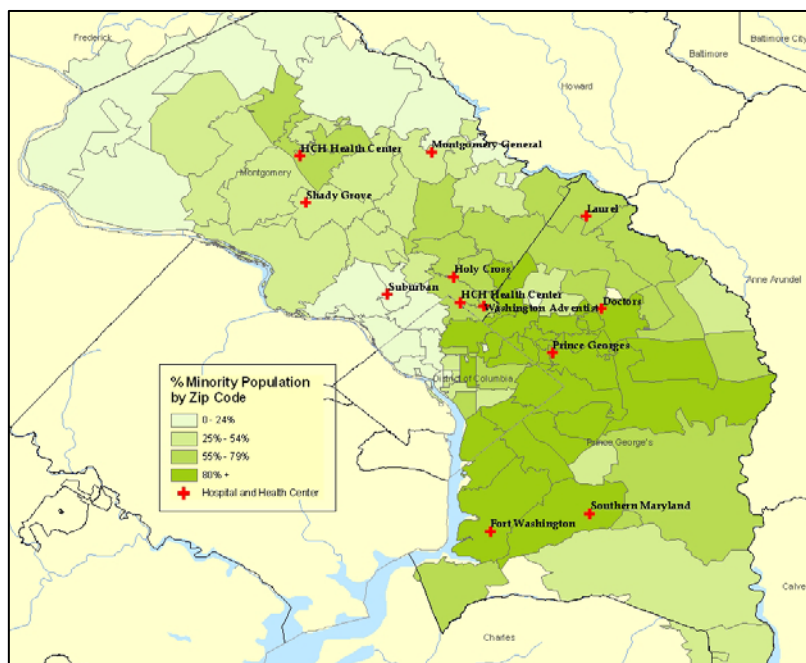 Frederick
Baltimore City
Baltimore
Howard
HCH Health Center
Montgomery General
Montgomery
Shady Grove
Laurel
Holy Cross
Anne Arundel
Suburban
HCH Health Center
Washington Adventist
Doctors
Prince Georges
% Minority Population
by Zip Code
District of Columbia
0 - 24%
25% - 54%
55% - 79%
80% +
Hospital and Health Center
Prince George's
Southern Maryland
Fort Washington
Calve
Charles